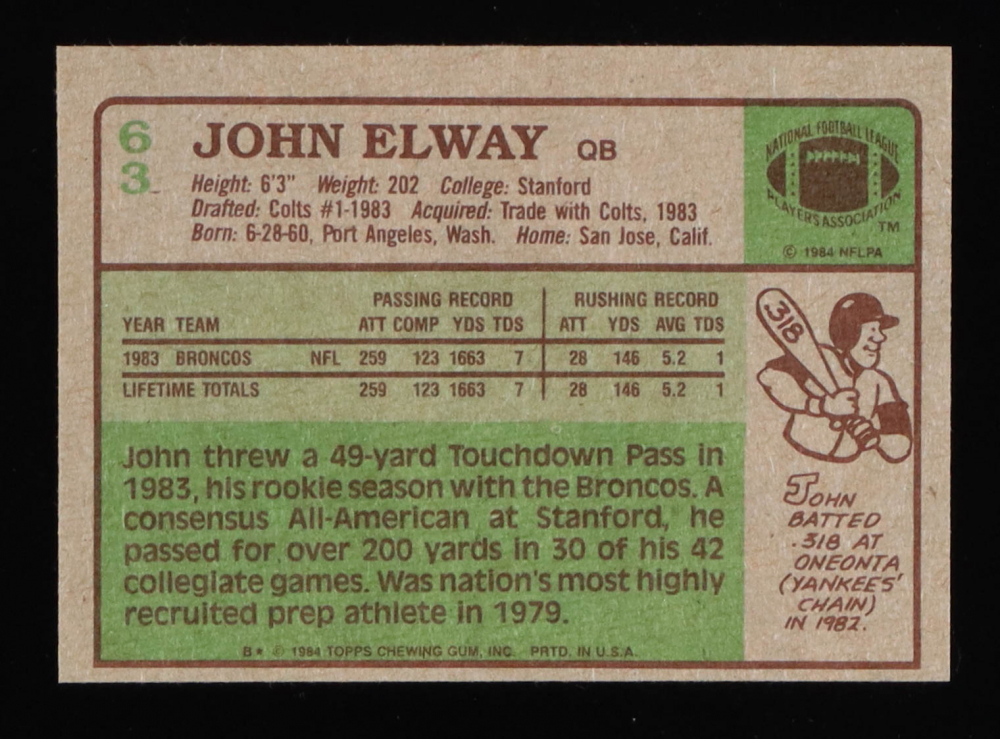 63
JOHN ELWAY QB
Height: 6'3" Weight: 202 College: Stanford
Drafted: Colts #1-1983 Acquired: Trade with Colts, 1983
Born: 6-28-60, Port Angeles, Wash. Home: San Jose, Calif.
NATIONAL FOOTBALL LEAGUE
PLAYERS ASSOCIATION
TM
© 1984 NFLPA
PASSING RECORD RUSHING RECORD
YEAR TEAM ATT COMP YDS TDS ATT YDS AVG TDS
1983 BRONCOS NFL 259 123 1663 7 28 146 5.2 1
LIFETIME TOTALS 259 123 1663 7 28 146 5.2 1
John threw a 49-yard Touchdown Pass in
1983, his rookie season with the Broncos. A
consensus All-American at Stanford, he
passed for over 200 yards in 30 of his 42
collegiate games. Was nation's most highly
recruited prep athlete in 1979.
B* © 1984 TOPPS CHEWING GUM, INC. PRTD. IN U.S.A.
.318
JOHN
BATTED
.318 AT
ONEONTA
(YANKEES'
CHAIN)
IN 1982.